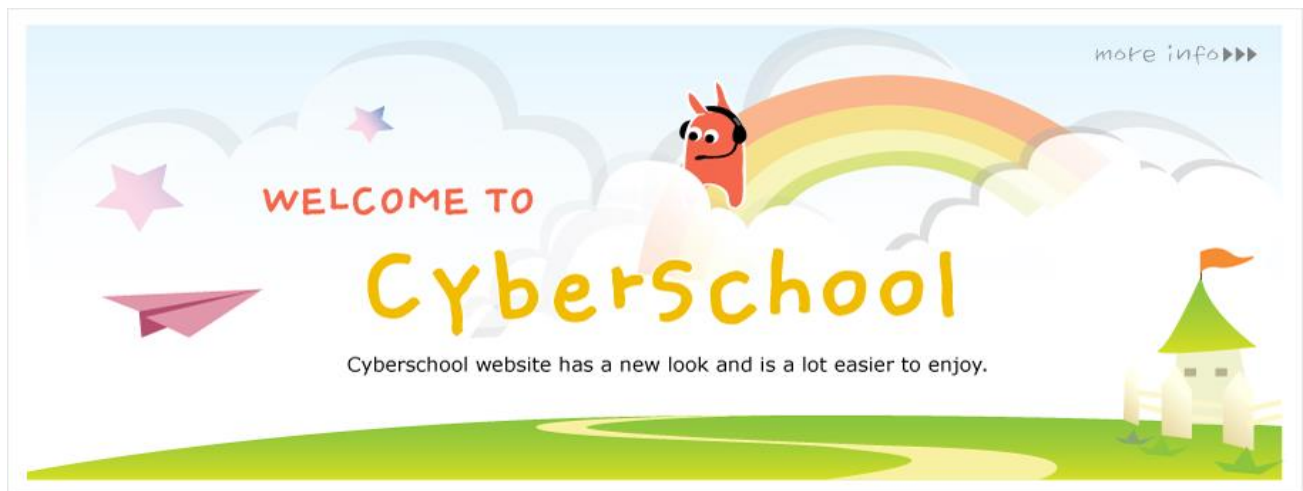 more info
WELCOME TO
Cyberschool
Cyberschool website has a new look and is a lot easier to enjoy.